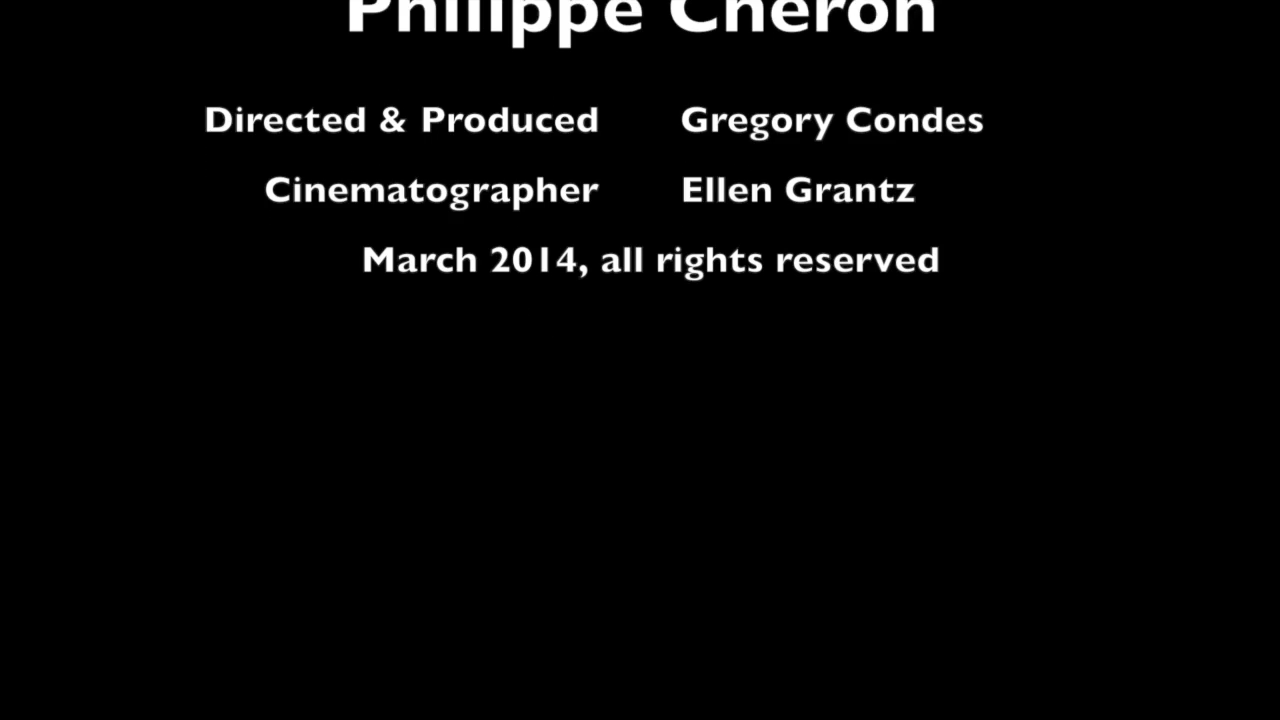 Philippe Cheron
Directed & Produced Gregory Condes
Cinematographer Ellen Grantz
March 2014, all rights reserved